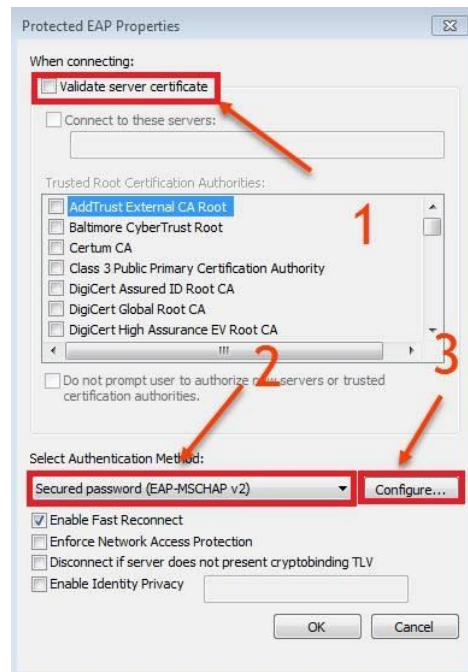 Protected EAP Properties
When connecting:
Validate server certificate
Connect to these servers:
Trusted Root Certification Authorities:
1
AddTrust External CA Root
Baltimore CyberTrust Root
Certum CA
Class 3 Public Primary Certification Authority
DigiCert Assured ID Root CA
DigiCert Global Root CA
DigiCert High Assurance EV Root CA
2
3
Do not prompt user to authorize new servers or trusted
certification authorities.
Select Authentication Method:
Secured password (EAP-MSCHAP v2)
Configure...
Enable Fast Reconnect
Enforce Network Access Protection
Disconnect if server does not present cryptobinding TLV
Enable Identity Privacy
OK
Cancel